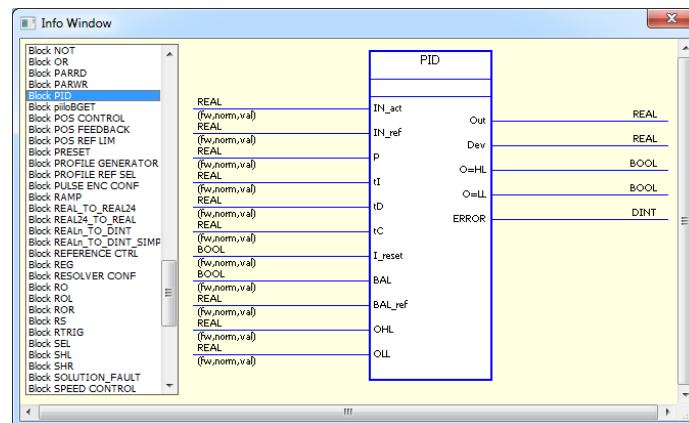 Info Window
Block NOT
Block OR
Block PARRD
Block PARWR
Block PID
Block piiloBGET
Block POS CONTROL
Block POS FEEDBACK
Block POS REF LIM
Block PRESET
Block PROFILE GENERATOR
Block PROFILE REF SEL
Block PULSE ENC CONF
Block RAMP
Block REAL_TO_REAL24
Block REAL24_TO_REAL
Block REALn_TO_DINT
Block REALn_TO_DINT_SIMP
Block REFERENCE CTRL
Block REG
Block RESOLVER CONF
Block RO
Block ROL
Block ROR
Block RS
Block RTRIG
Block SEL
Block SHL
Block SHR
Block SOLUTION_FAULT
Block SPEED CONTROL
PID
REAL
(fw,norm,val)
IN_act
REAL
(fw,norm,val)
IN_ref
REAL
(fw,norm,val)
P
REAL
(fw,norm,val)
tI
REAL
(fw,norm,val)
tD
REAL
(fw,norm,val)
tC
BOOL
(fw,norm,val)
I_reset
BOOL
(fw,norm,val)
BAL
REAL
(fw,norm,val)
BAL_ref
REAL
(fw,norm,val)
OHL
REAL
(fw,norm,val)
OLL
Out
REAL
Dev
REAL
O=HL
BOOL
O=LL
BOOL
ERROR
DINT